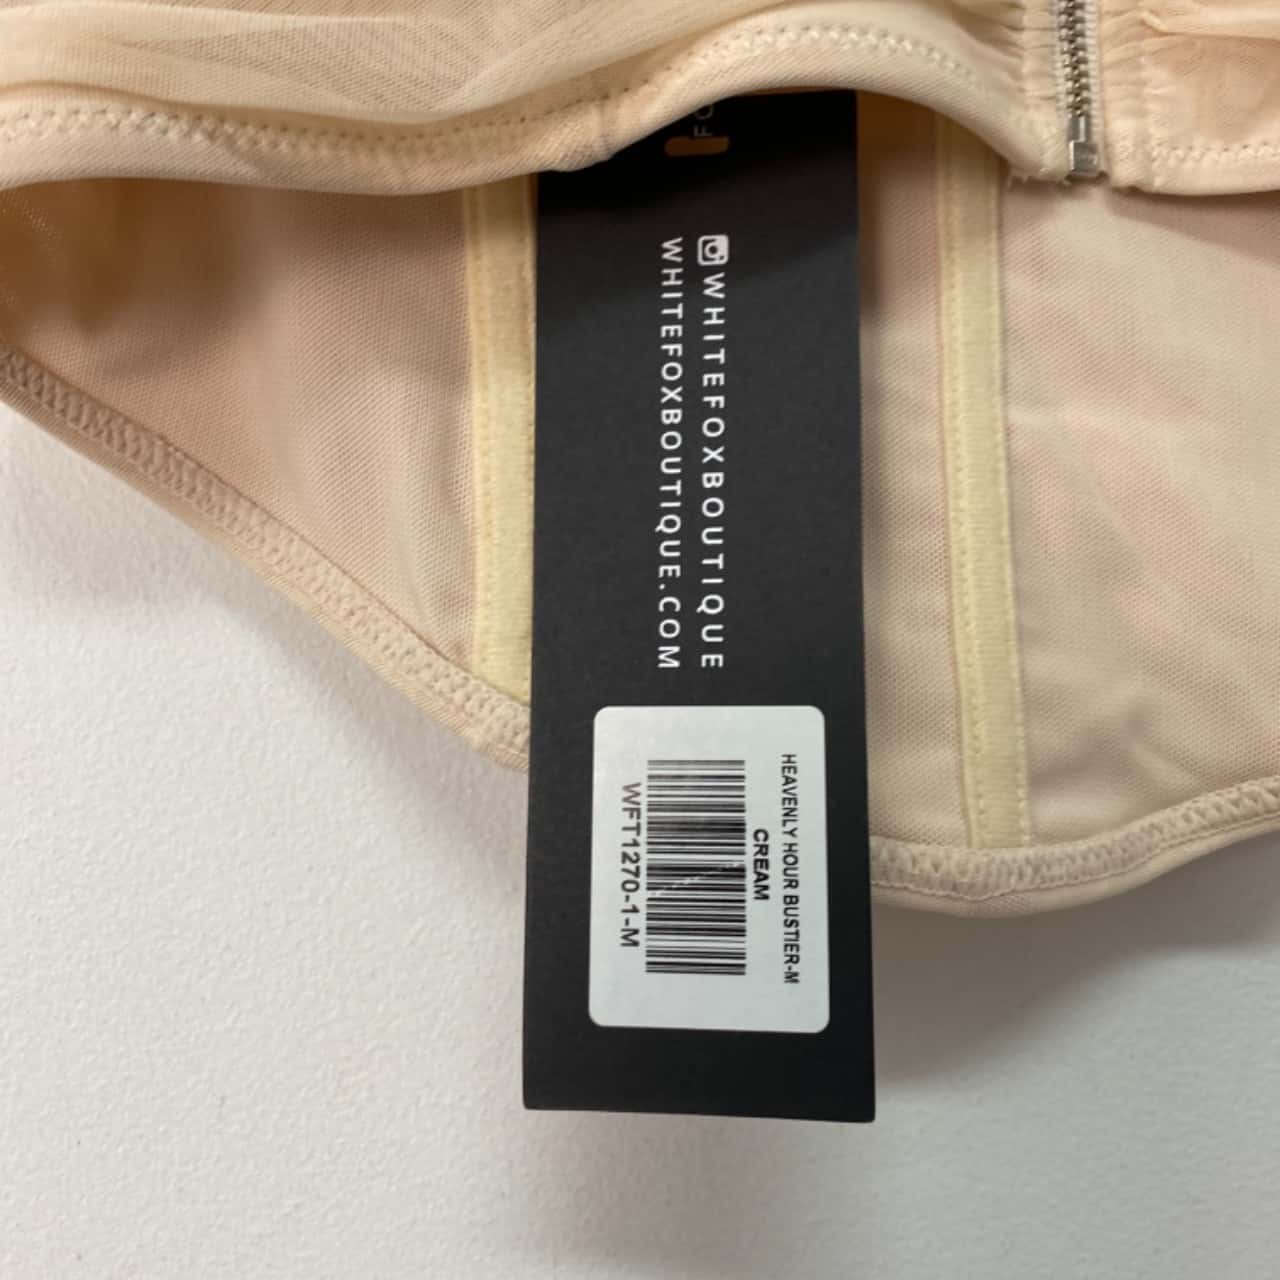 WHITEFOXBOUTIQUE
WHITEFOXBOUTIQUE.COM
HEAVENLY HOUR BUSTIER-M
CREAM
WFT1270-1-M